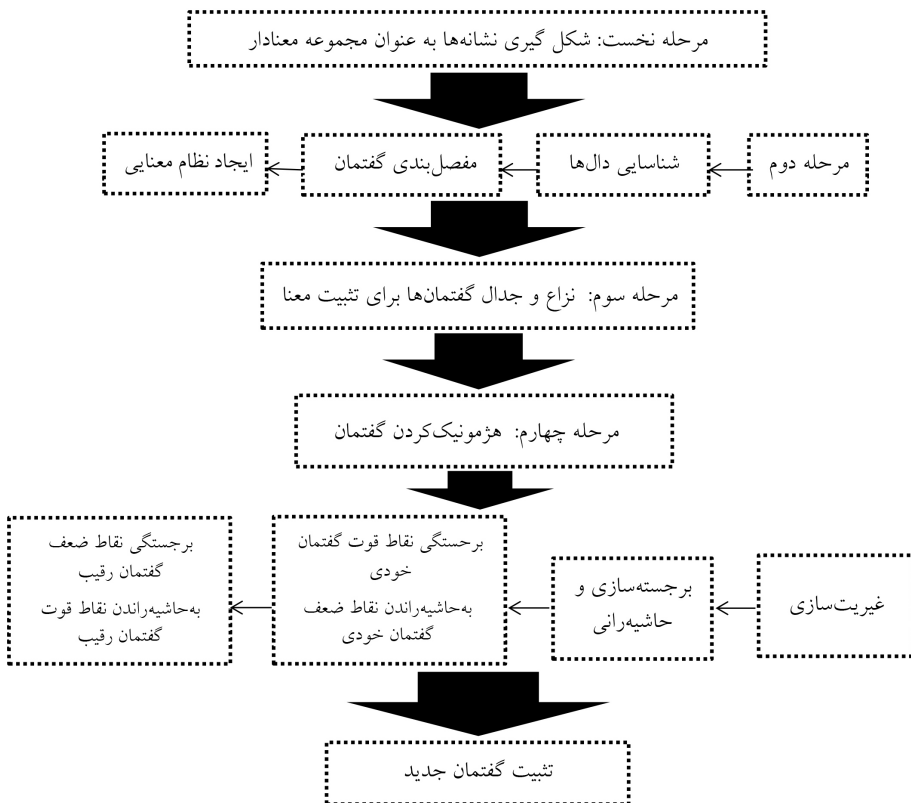 مرحله نخست: شکل گیری نشانه‌ها به عنوان مجموعه معنادار
مرحله دوم
شناسایی دال‌ها
مفصل‌بندی گفتمان
ایجاد نظام معنایی
مرحله سوم: نزاع و جدال گفتمان‌ها برای تثبیت معنا
مرحله چهارم: هژمونیک‌کردن گفتمان
غیریت‌سازی
برجسته‌سازی و
حاشیه‌رانی
برحستگی نقاط قوت گفتمان
خودی
به‌حاشیه‌راندن نقاط ضعف
گفتمان خودی
برجستگی نقاط ضعف
گفتمان رقیب
به‌حاشیه‌راندن نقاط قوت
گفتمان رقیب
تثبیت گفتمان جدید